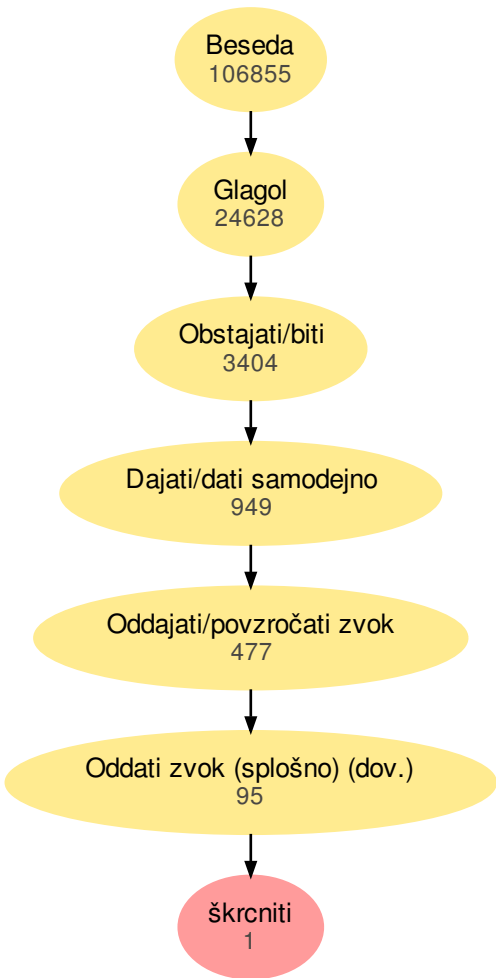 Beseda
106855
Glagol
24628
Obstajati/biti
3404
Dajati/dati samodejno
949
Oddajati/povzročati zvok
477
Oddati zvok (splošno) (dov.)
95
škrcniti
1